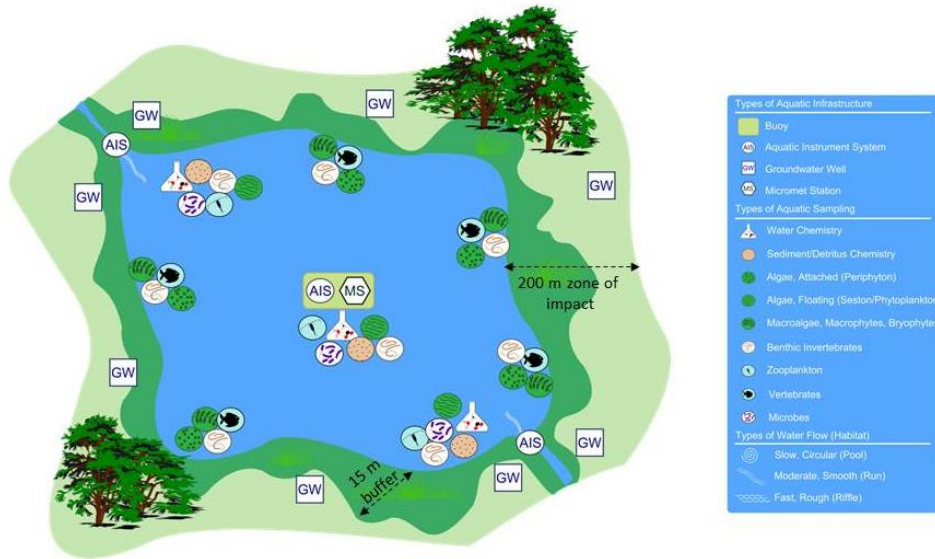 GW
GW
AIS
GW
GW
200 m zone of
impact
AIS MS
GW
15 m
buffer
GW
GW
AIS
GW
Types of Aquatic Infrastructure
Buoy
AIS Aquatic Instrument System
GW Groundwater Well
MS Micromet Station
Types of Aquatic Sampling
Water Chemistry
Sediment/Detritus Chemistry
Algae, Attached (Periphyton)
Algae, Floating (Seston/Phytoplankton
Macroalgae, Macrophytes, Bryophytes
Benthic Invertebrates
Zooplankton
Vertebrates
Microbes
Types of Water Flow (Habitat)
Slow, Circular (Pool)
Moderate, Smooth (Run)
Fast, Rough (Riffle)